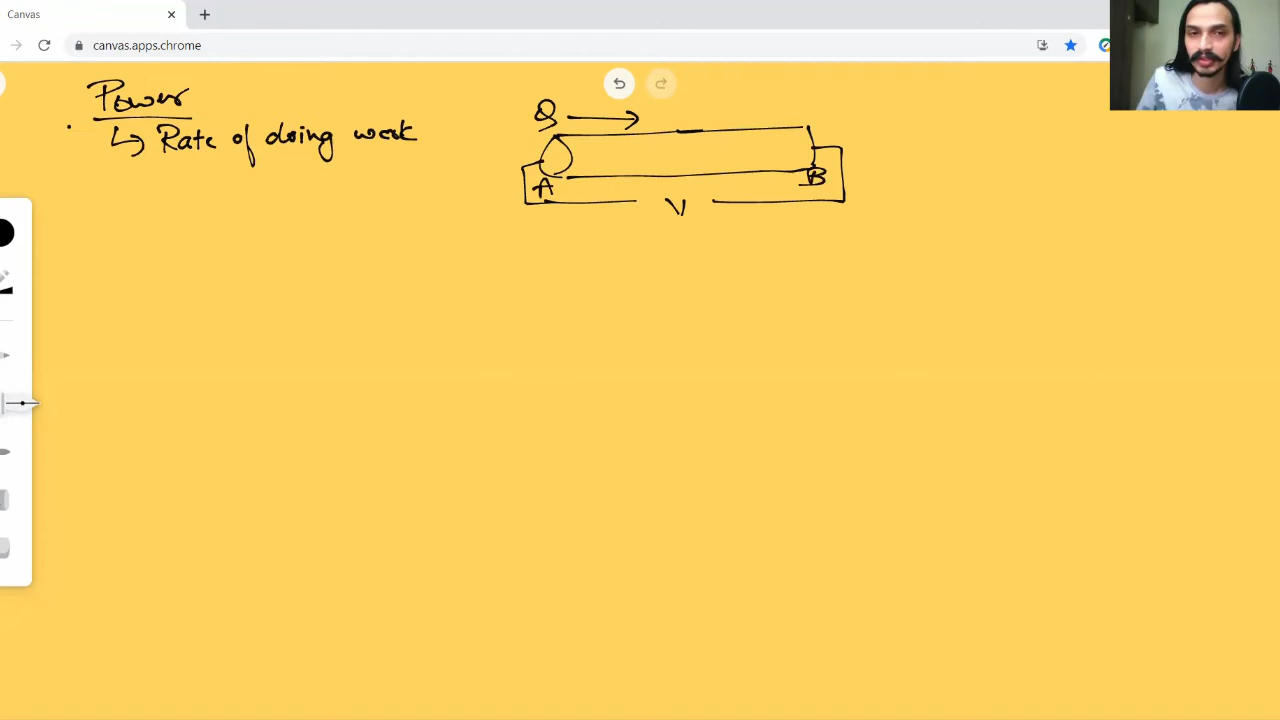 Canvas
canvas.apps.chrome
Power
↳ Rate of doing work
Q →
A
B
V